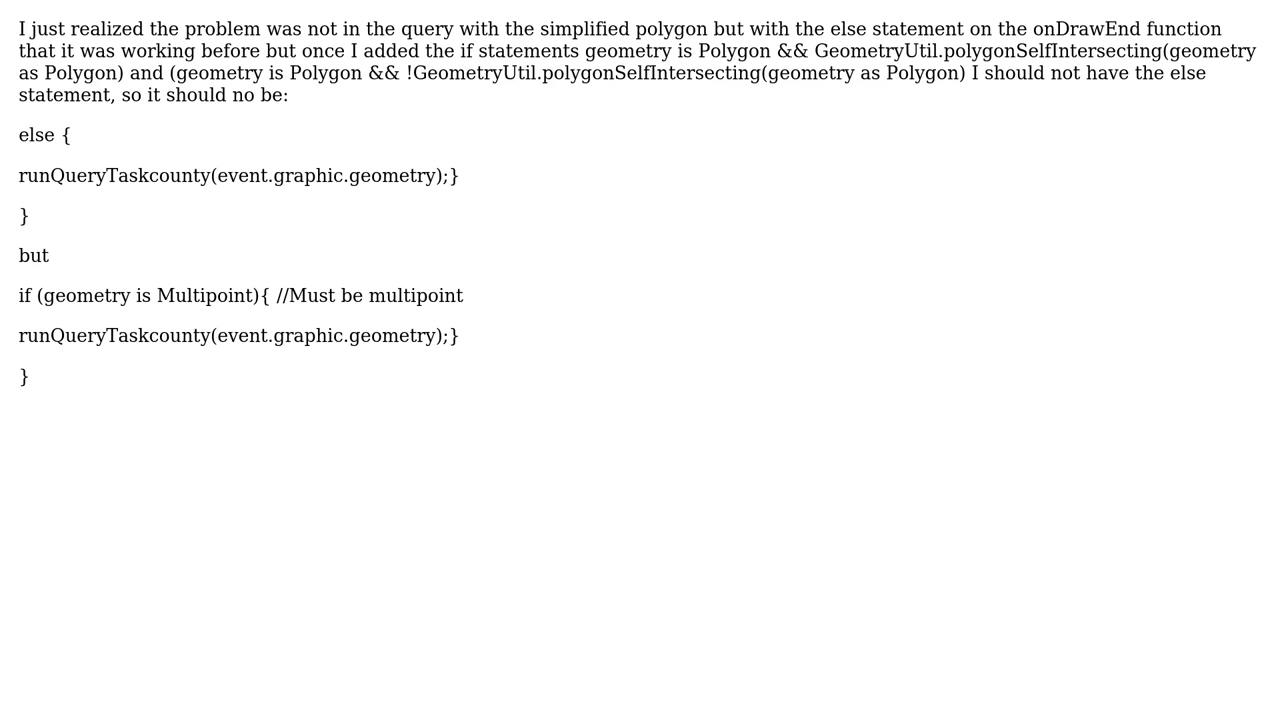 I just realized the problem was not in the query with the simplified polygon but with the else statement on the onDrawEnd function
that it was working before but once I added the if statements geometry is Polygon && GeometryUtil.polygonSelfIntersecting(geometry
as Polygon) and (geometry is Polygon && !GeometryUtil.polygonSelfIntersecting(geometry as Polygon) I should not have the else
statement, so it should no be:
else {
runQueryTaskcounty(event.graphic.geometry);}
}
but
if (geometry is Multipoint){ //Must be multipoint
runQueryTaskcounty(event.graphic.geometry);}
}